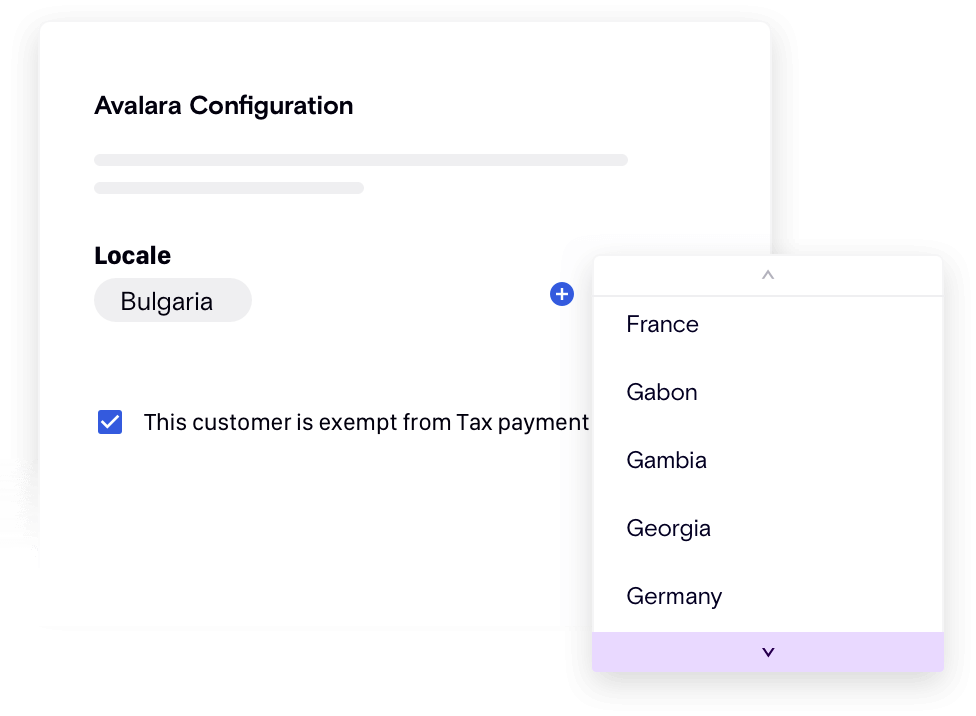 Avalara Configuration
Locale
Bulgaria
This customer is exempt from Tax payment
France
Gabon
Gambia
Georgia
Germany